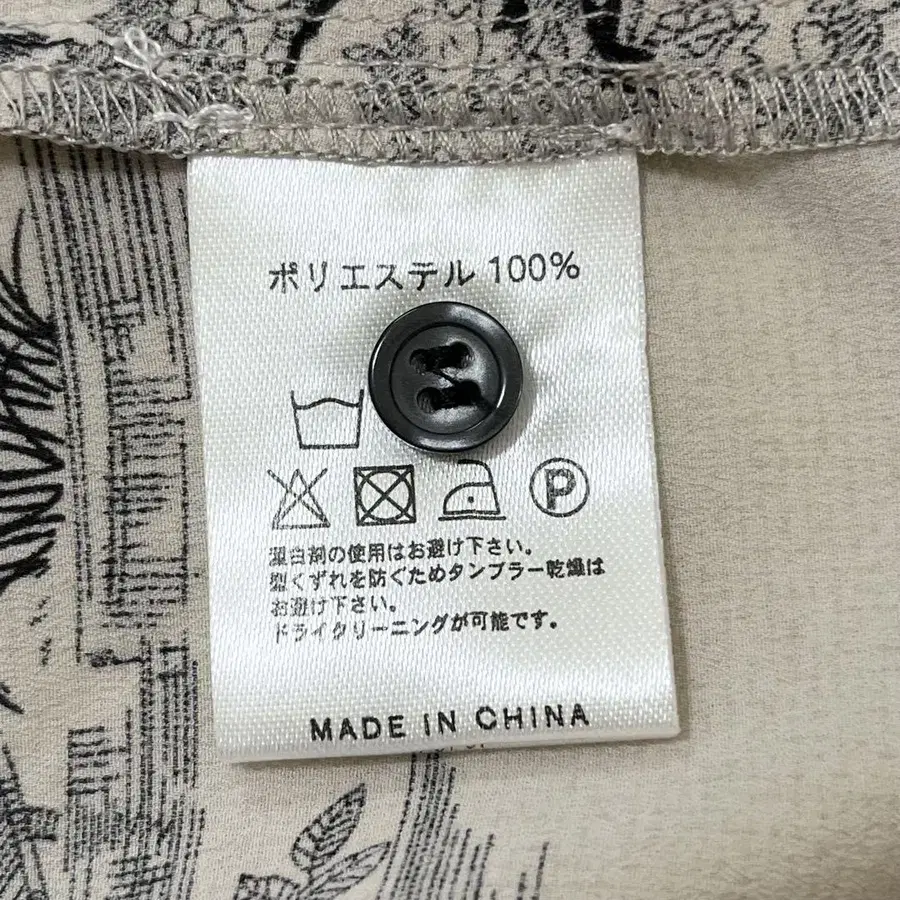 ポリエステル 100%
P
漂白剤の使用はお避け下さい。
型くずれを防ぐためタンブラー乾燥は
お避け下さい。
ドライクリーニングが可能です。
MADE IN CHINA